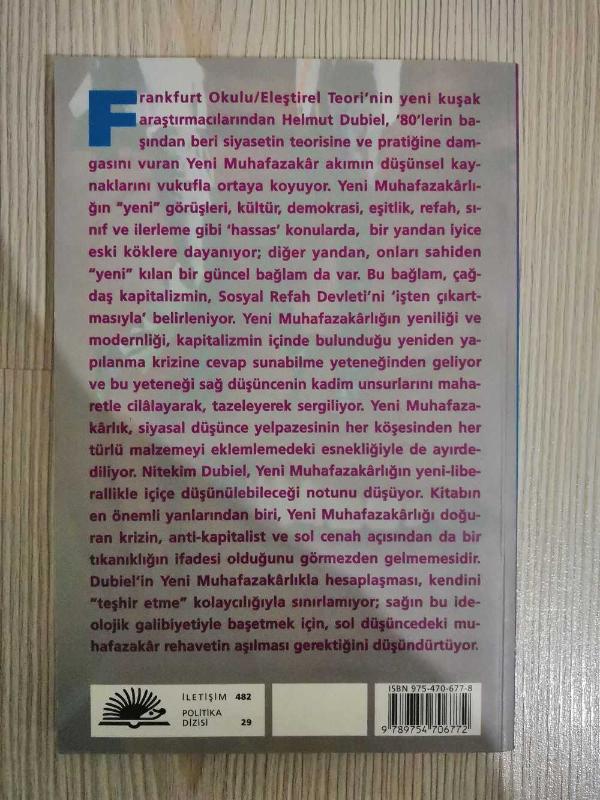 Frankfurt Okulu/Eleştirel Teori'nin yeni kuşak
araştırmacılarından Helmut Dubiel, '80'lerin ba-
şından beri siyasetin teorisine ve pratiğine dam-
gasını vuran Yeni Muhafazakâr akımın düşünsel kay-
naklarını vukufla ortaya koyuyor. Yeni Muhafazakârlı-
ğın "yeni" görüşleri, kültür, demokrasi, eşitlik, refah, sı-
nıf ve ilerleme gibi 'hassas' konularda, bir yandan iyice
eski köklere dayanıyor; diğer yandan, onları sahiden
"yeni" kılan bir güncel bağlam da var. Bu bağlam, çağ-
daş kapitalizmin, Sosyal Refah Devleti'ni 'işten çıkart-
masıyla' belirleniyor. Yeni Muhafazakârlığın yeniliği ve
modernliği, kapitalizmin içinde bulunduğu yeniden ya-
pılanma krizine cevap sunabilme yeteneğinden geliyor
ve bu yeteneği sağ düşüncenin kadim unsurlarını maha-
retle cilâlayarak, tazeleyerek sergiliyor. Yeni Muhafaza-
kârlık, siyasal düşünce yelpazesinin her köşesinden her
türlü malzemeyi eklemlemedeki esnekliğiyle de ayırde-
diliyor. Nitekim Dubiel, Yeni Muhafazakârlığın yeni-libe-
rallikle içiçe düşünülebileceği notunu düşüyor. Kitabın
en önemli yanlarından biri, Yeni Muhafazakârlığı doğu-
ran krizin, anti-kapitalist ve sol cenah açısından da bir
tıkanıklığın ifadesi olduğunu görmezden gelmemesidir.
Dubiel'in Yeni Muhafazakârlıkla hesaplaşması, kendini
"teşhir etme" kolaycılığıyla sınırlamıyor; sağın bu ide-
olojik galibiyetiyle başetmek için, sol düşüncedeki mu-
hafazakâr rehavetin aşılması gerektiğini düşündürtüyor.
İLETİŞİM 482
POLİTİKA
DİZİSİ 29
ISBN 975-470-677-8
9 789754 706772